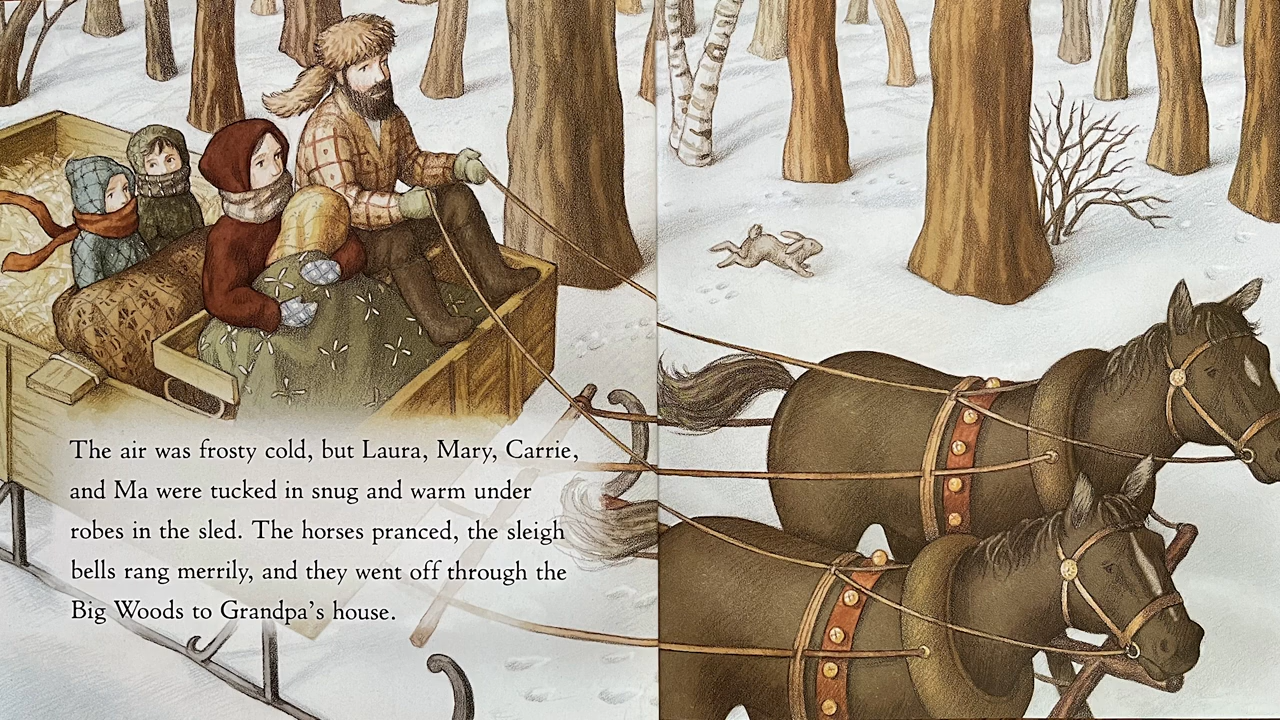 The air was frosty cold, but Laura, Mary, Carrie,
and Ma were tucked in snug and warm under
robes in the sled. The horses pranced, the sleigh
bells rang merrily, and they went off through the
Big Woods to Grandpa’s house.